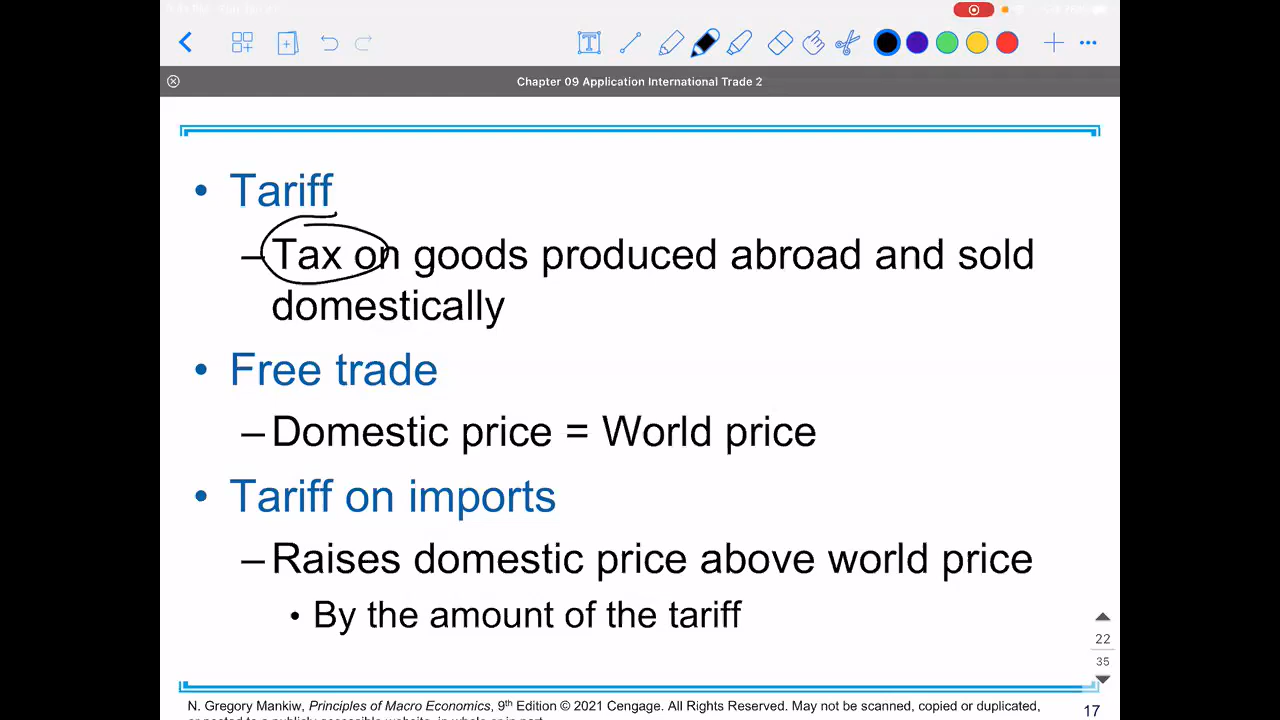 Chapter 09 Application International Trade 2
• Tariff
–Tax on goods produced abroad and sold
domestically
• Free trade
–Domestic price = World price
• Tariff on imports
–Raises domestic price above world price
• By the amount of the tariff
22
35
N. Gregory Mankiw, Principles of Macro Economics, 9th Edition © 2021 Cengage. All Rights Reserved. May not be scanned, copied or duplicated,
17